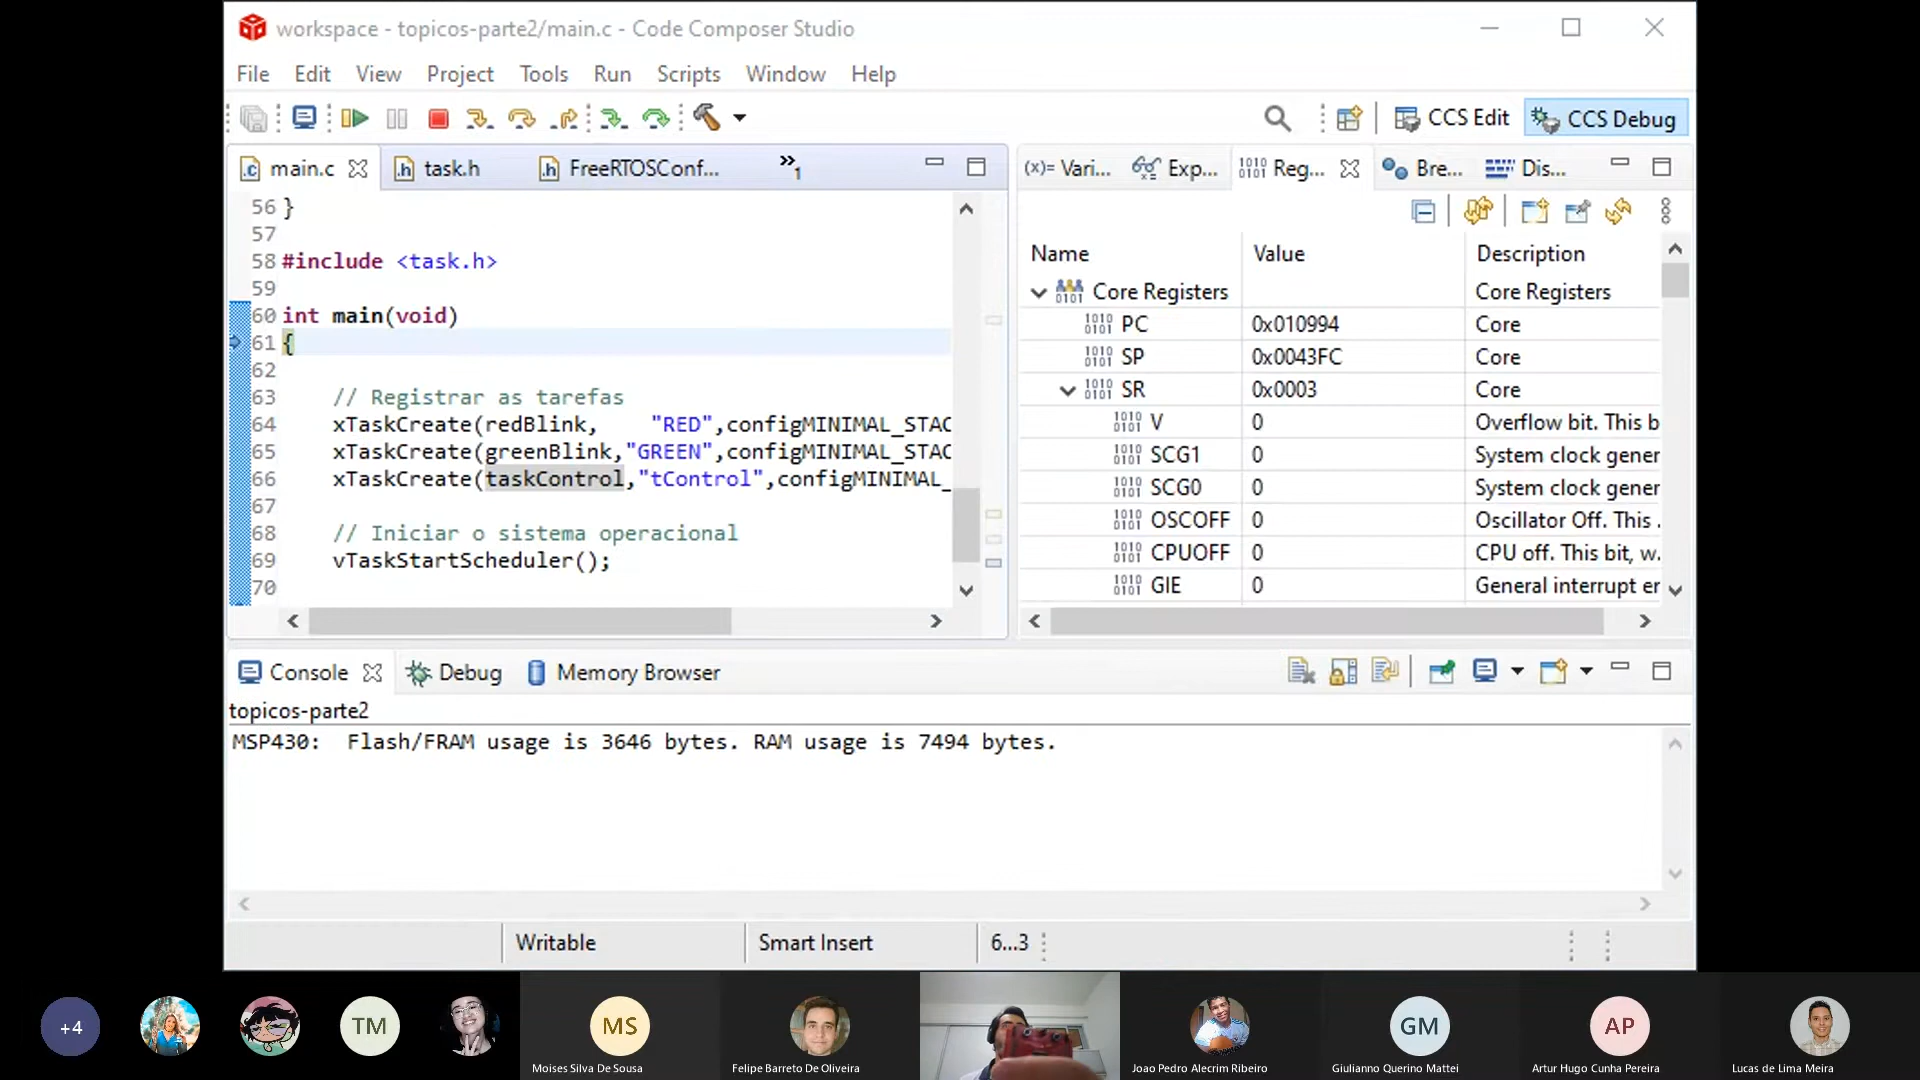 workspace - topicos-parte2/main.c - Code Composer Studio
File Edit View Project Tools Run Scripts Window Help
CCS Edit CCS Debug
main.c task.h FreeRTOSConf... »1
(x)= Vari... Exp... Reg... Bre... Dis...
56 }
57
58 #include <task.h>
59
60 int main(void)
61 {
62
63 // Registrar as tarefas
64 xTaskCreate(redBlink, "RED",configMINIMAL_STAC
65 xTaskCreate(greenBlink,"GREEN",configMINIMAL_STAC
66 xTaskCreate(taskControl,"tControl",configMINIMAL_
67
68 // Iniciar o sistema operacional
69 vTaskStartScheduler();
70
Name Value Description
Core Registers Core Registers
PC 0x010994 Core
SP 0x0043FC Core
SR 0x0003 Core
V 0 Overflow bit. This b
SCG1 0 System clock gener
SCG0 0 System clock gener
OSCOFF 0 Oscillator Off. This .
CPUOFF 0 CPU off. This bit, w.
GIE 0 General interrupt er
Console Debug Memory Browser
topicos-parte2
MSP430: Flash/FRAM usage is 3646 bytes. RAM usage is 7494 bytes.
Writable Smart Insert 6...3
+4 TM MS GM AP
Moises Silva De Sousa Felipe Barreto De Oliveira Joao Pedro Alecrim Ribeiro Giulianno Querino Mattei Artur Hugo Cunha Pereira Lucas de Lima Meira